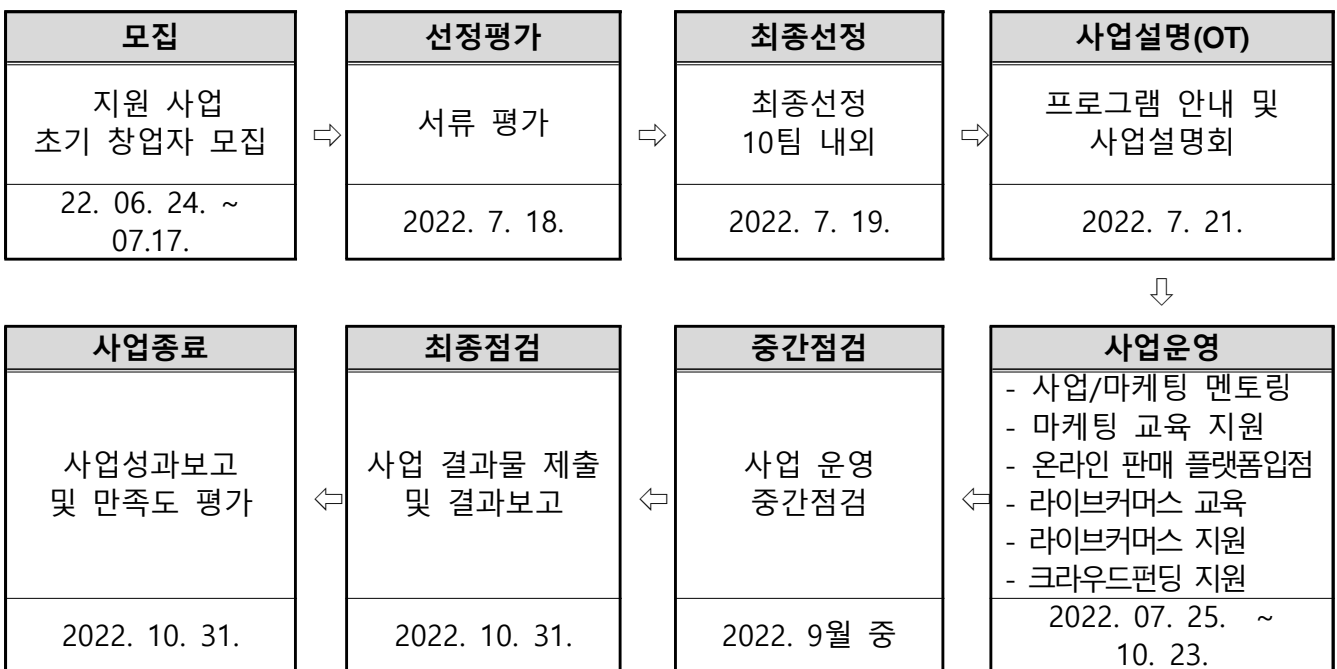 모집
지원 사업
초기 창업자 모집
22. 06. 24. ~
07.17.
⇨
선정평가
서류 평가
2022. 7. 18.
⇨
최종선정
최종선정
10팀 내외
2022. 7. 19.
⇨
사업설명(OT)
프로그램 안내 및
사업설명회
2022. 7. 21.
⇩
사업운영
- 사업/마케팅 멘토링
- 마케팅 교육 지원
- 온라인 판매 플랫폼입점
- 라이브커머스 교육
- 라이브커머스 지원
- 크라우드펀딩 지원
2022. 07. 25. ~
10. 23.
⇦
중간점검
사업 운영
중간점검
2022. 9월 중
⇦
최종점검
사업 결과물 제출
및 결과보고
2022. 10. 31.
⇦
사업종료
사업성과보고
및 만족도 평가
2022. 10. 31.